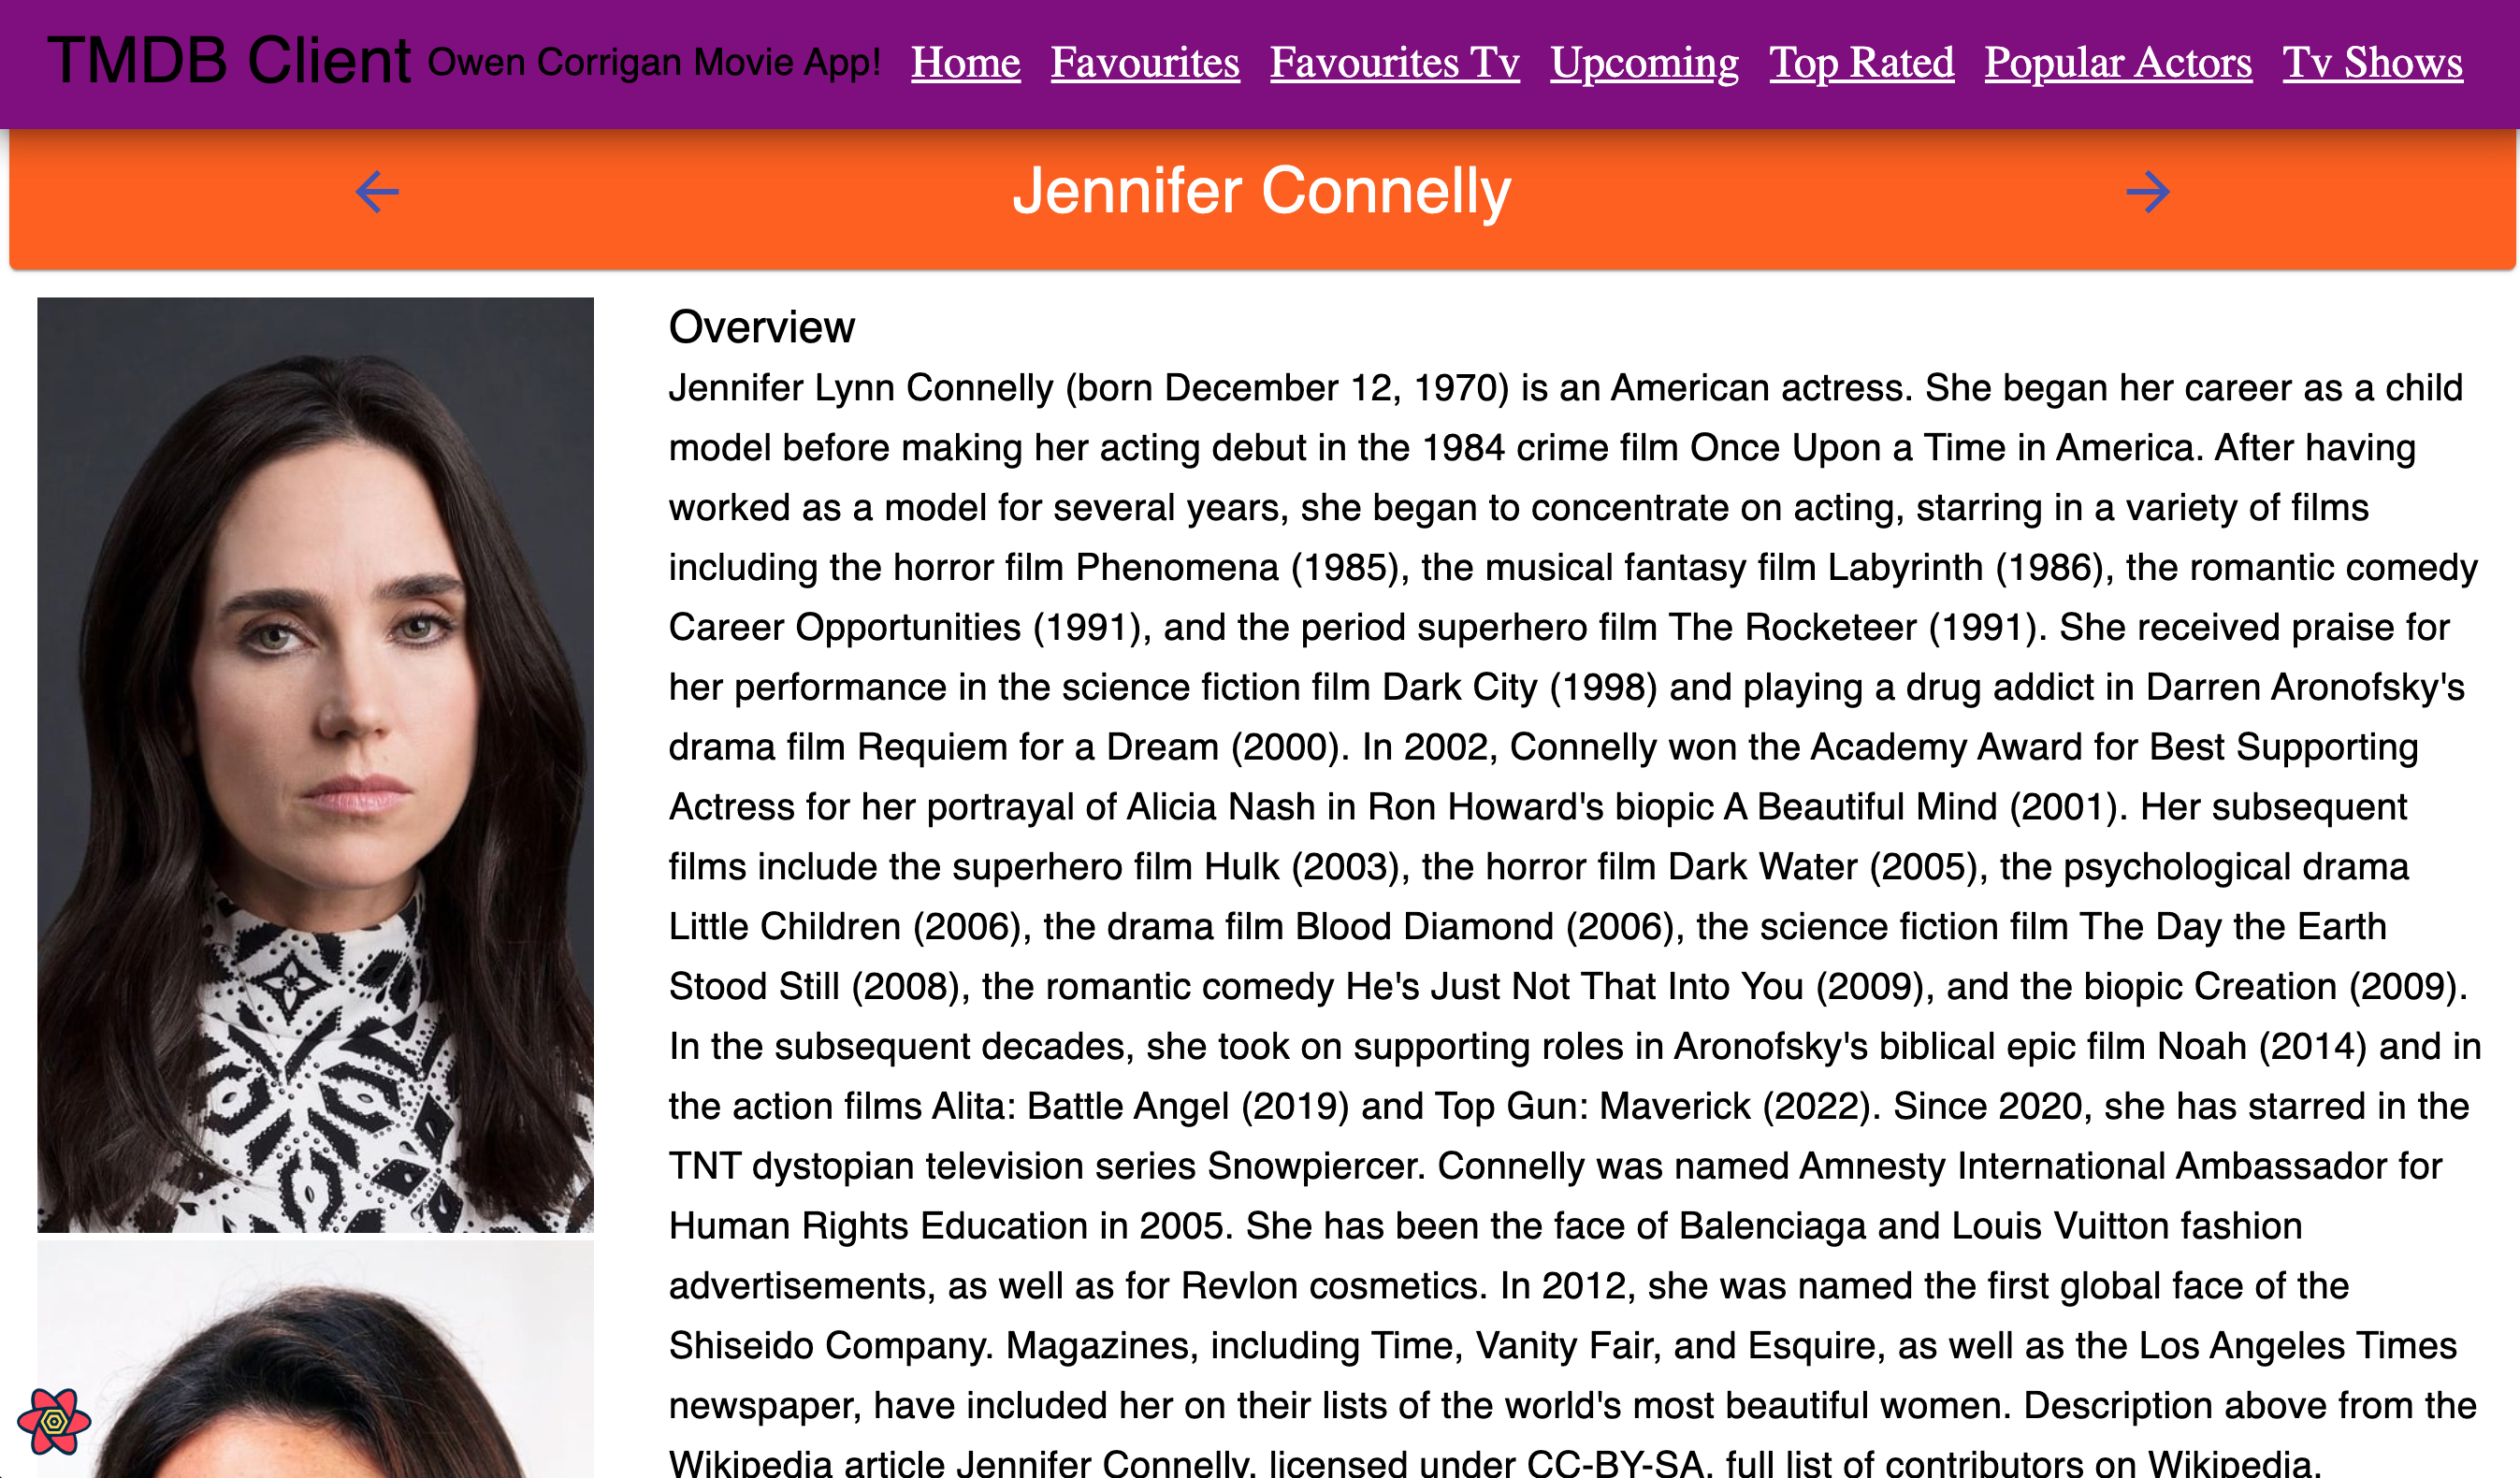 TMDB Client Owen Corrigan Movie App! Home Favourites Favourites Tv Upcoming Top Rated Popular Actors Tv Shows
Jennifer Connelly
Overview
Jennifer Lynn Connelly (born December 12, 1970) is an American actress. She began her career as a child
model before making her acting debut in the 1984 crime film Once Upon a Time in America. After having
worked as a model for several years, she began to concentrate on acting, starring in a variety of films
including the horror film Phenomena (1985), the musical fantasy film Labyrinth (1986), the romantic comedy
Career Opportunities (1991), and the period superhero film The Rocketeer (1991). She received praise for
her performance in the science fiction film Dark City (1998) and playing a drug addict in Darren Aronofsky's
drama film Requiem for a Dream (2000). In 2002, Connelly won the Academy Award for Best Supporting
Actress for her portrayal of Alicia Nash in Ron Howard's biopic A Beautiful Mind (2001). Her subsequent
films include the superhero film Hulk (2003), the horror film Dark Water (2005), the psychological drama
Little Children (2006), the drama film Blood Diamond (2006), the science fiction film The Day the Earth
Stood Still (2008), the romantic comedy He's Just Not That Into You (2009), and the biopic Creation (2009).
In the subsequent decades, she took on supporting roles in Aronofsky's biblical epic film Noah (2014) and in
the action films Alita: Battle Angel (2019) and Top Gun: Maverick (2022). Since 2020, she has starred in the
TNT dystopian television series Snowpiercer. Connelly was named Amnesty International Ambassador for
Human Rights Education in 2005. She has been the face of Balenciaga and Louis Vuitton fashion
advertisements, as well as for Revlon cosmetics. In 2012, she was named the first global face of the
Shiseido Company. Magazines, including Time, Vanity Fair, and Esquire, as well as the Los Angeles Times
newspaper, have included her on their lists of the world's most beautiful women. Description above from the
Wikipedia article Jennifer Connelly, licensed under CC-BY-SA, full list of contributors on Wikipedia.